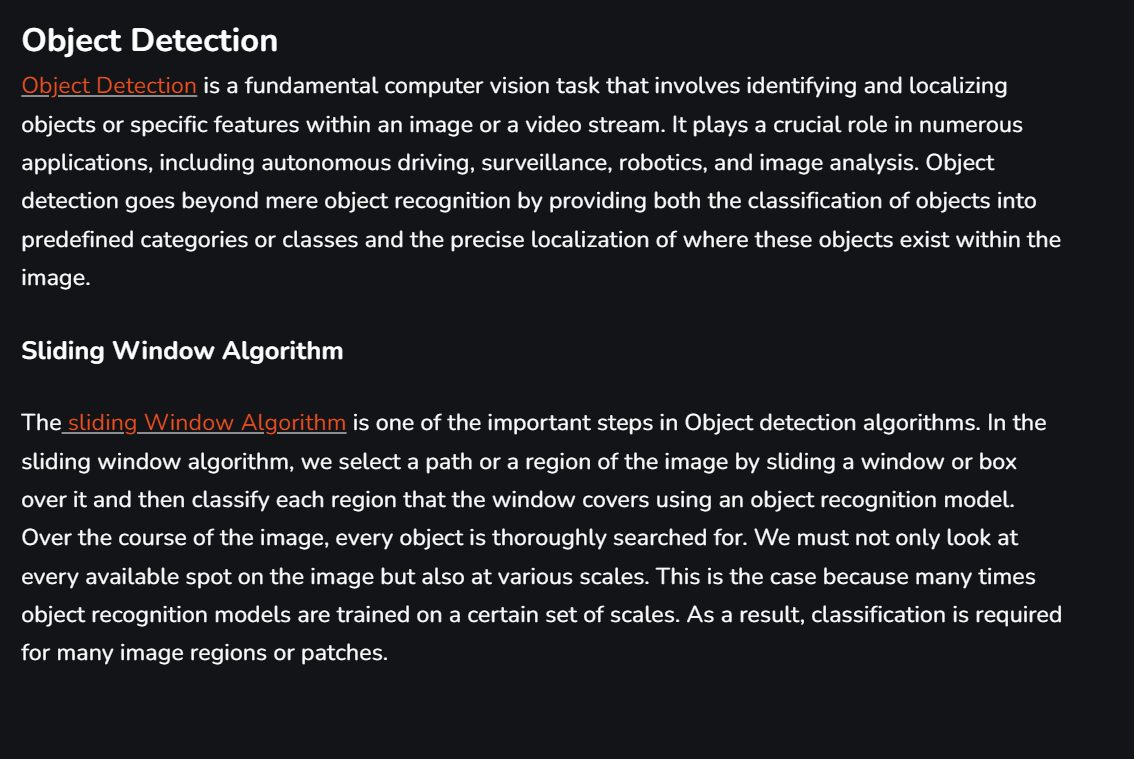 Object Detection
Object Detection is a fundamental computer vision task that involves identifying and localizing
objects or specific features within an image or a video stream. It plays a crucial role in numerous
applications, including autonomous driving, surveillance, robotics, and image analysis. Object
detection goes beyond mere object recognition by providing both the classification of objects into
predefined categories or classes and the precise localization of where these objects exist within the
image.
Sliding Window Algorithm
The sliding Window Algorithm is one of the important steps in Object detection algorithms. In the
sliding window algorithm, we select a path or a region of the image by sliding a window or box
over it and then classify each region that the window covers using an object recognition model.
Over the course of the image, every object is thoroughly searched for. We must not only look at
every available spot on the image but also at various scales. This is the case because many times
object recognition models are trained on a certain set of scales. As a result, classification is required
for many image regions or patches.